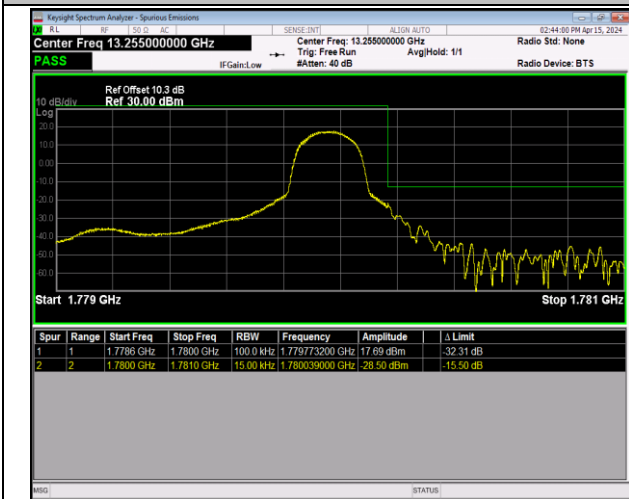 Keysight Spectrum Analyzer - Spurious Emissions
RL RF 50 Ω AC SENSE:INT ALIGN AUTO 02:44:00 PM Apr 15, 2024
Center Freq 13.255000000 GHz Center Freq: 13.255000000 GHz Radio Std: None
Trig: Free Run Avg|Hold: 1/1
PASS IFGain:Low #Atten: 40 dB Radio Device: BTS
Ref Offset 10.3 dB
10 dB/div Ref 30.00 dBm
Log
20.0
10.0
0.00
-10.0
-20.0
-30.0
-40.0
-50.0
-60.0
Start 1.779 GHz Stop 1.781 GHz
Spur Range Start Freq Stop Freq RBW Frequency Amplitude Δ Limit
1 1 1.7786 GHz 1.7800 GHz 100.0 kHz 1.779773200 GHz 17.69 dBm -32.31 dB
2 2 1.7800 GHz 1.7810 GHz 15.00 kHz 1.780039000 GHz -28.50 dBm -15.50 dB
MSG STATUS